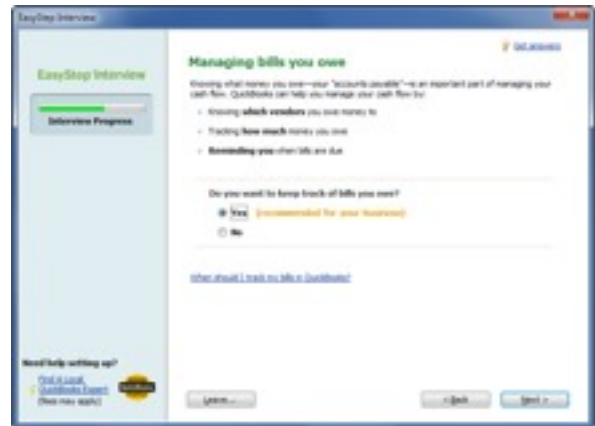 EasyStep Interview
Get answers
EasyStep Interview
Interview Progress
Managing bills you owe
Knowing what money you owe—your "accounts payable"—is an important part of managing your
cash flow. QuickBooks can help you manage your cash flow by:
Knowing which vendors you owe money to
Tracking how much money you owe
Reminding you when bills are due
Do you want to keep track of bills you owe?
Yes (recommended for your business)
No
When should I track my bills in QuickBooks?
Need help setting up?
Find A Local
QuickBooks Expert
(fees may apply)
QuickBooks
Leave...
< Back
Next >